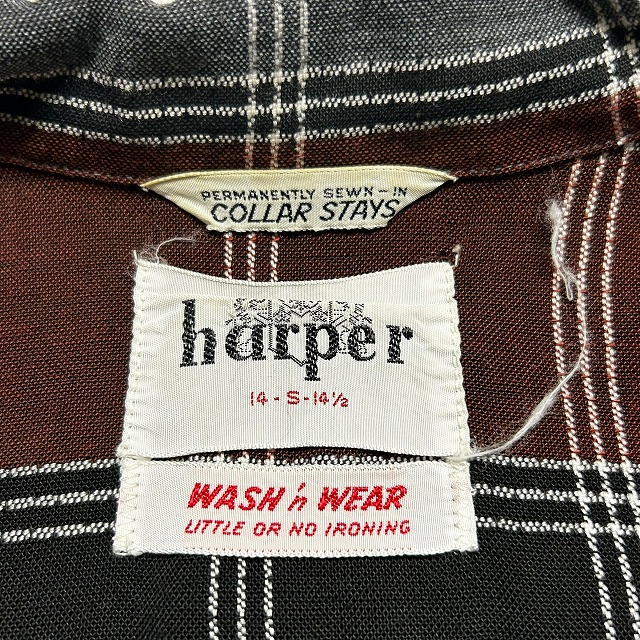 PERMANENTLY SEWN-IN
COLLAR STAYS
harper
14-S-14½
WASH 'n WEAR
LITTLE OR NO IRONING